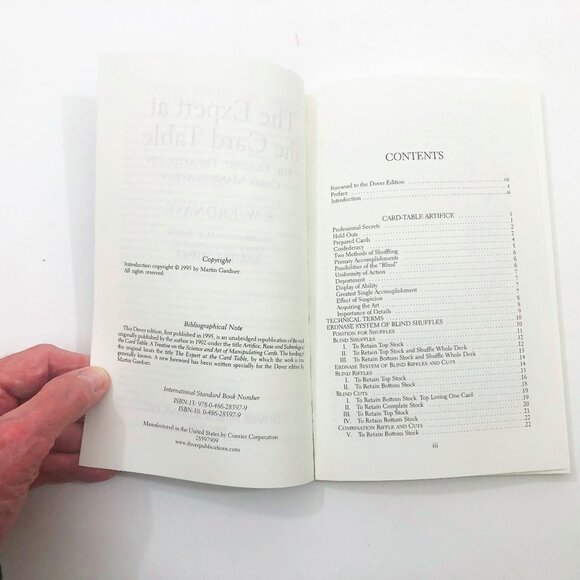 Copyright
Introduction copyright © 1995 by Martin Gardner.
All rights reserved.
Bibliographical Note
This Dover edition, first published in 1995, is an unabridged republication of the work
originally published by the author in 1902 under the title Artifice, Ruse and Subterfuge at
the Card Table: A Treatise on the Science and Art of Manipulating Cards. The binding of
the original bears the title The Expert at the Card Table, by which the work is now
generally known. A new foreword has been written specially for the Dover edition by
Martin Gardner.
International Standard Book Number
ISBN-13: 978-0-486-28597-9
ISBN-10: 0-486-28597-9
Manufactured in the United States by Courier Corporation
28597909
www.doverpublications.com
CONTENTS
Foreword to the Dover Edition vii
Preface x
Introduction xi
CARD-TABLE ARTIFICE 1
Professional Secrets 1
Hold Outs
Prepared Cards
Confederacy
Two Methods of Shuffling
Primary Accomplishments
Possibilities of the "Blind"
Uniformity of Action
Deportment
Display of Ability
Greatest Single Accomplishment
Effect of Suspicion
Acquiring the Art
Importance of Details
TECHNICAL TERMS
ERDNASE SYSTEM OF BLIND SHUFFLES
Position for Shuffles
Blind Shuffles
I. To Retain Top Stock
II. To Retain Top Stock and Shuffle Whole Deck
III. To Retain Bottom Stock and Shuffle Whole Deck
Erdnase System of Blind Riffles and Cuts
Blind Riffles
I. To Retain Top Stock
II. To Retain Bottom Stock
Blind Cuts
I. To Retain Bottom Stock. Top Losing One Card
II. To Retain Complete Stock
III. To Retain Top Stock
IV. To Retain Bottom Stock
Combination Riffle and Cuts 22
V. To Retain Bottom Stock 22
iii